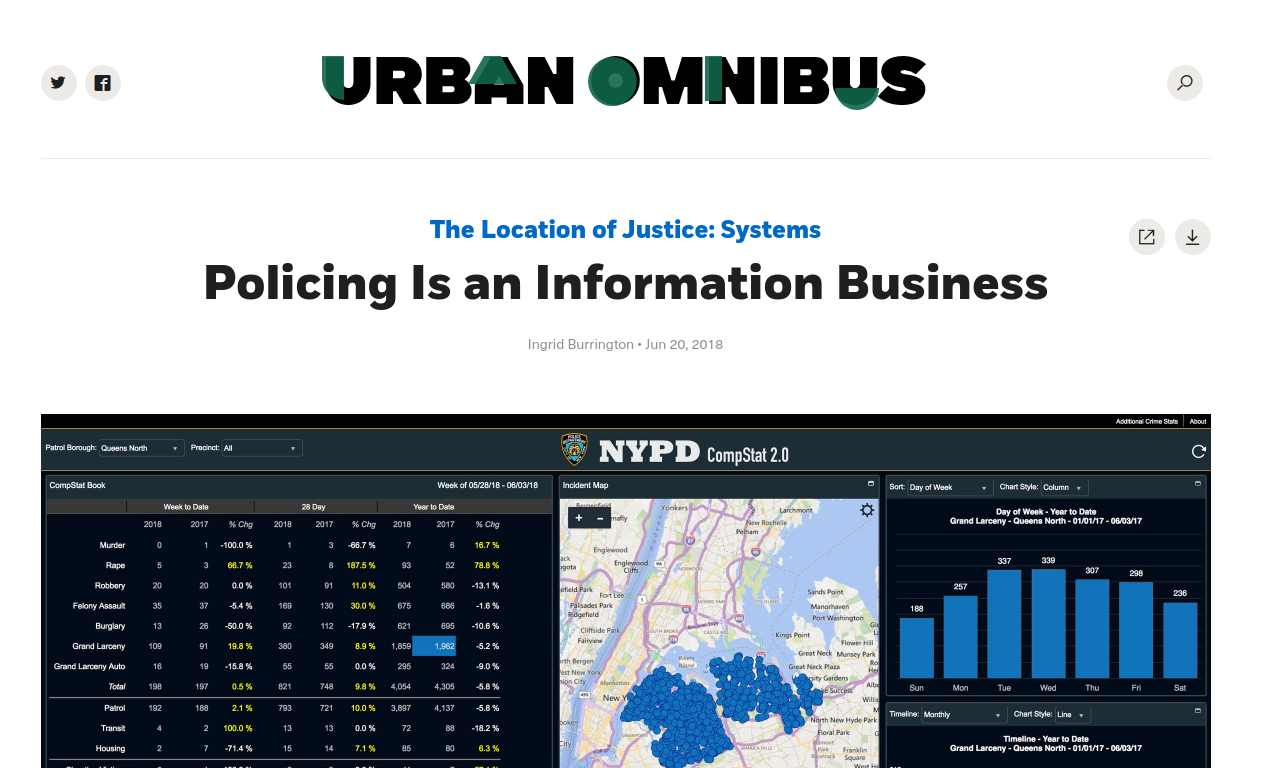 URBAN OMNIBUS
The Location of Justice: Systems
Policing Is an Information Business
Ingrid Burrington • Jun 20, 2018
Additional Crime Stats About
Patrol Borough: Queens North Precinct: All
NYPD CompStat 2.0
CompStat Book Week of 05/28/18 - 06/03/18
Week to Date 28 Day Year to Date
2018 2017 % Chg 2018 2017 % Chg 2018 2017 % Chg
Murder 0 1 -100.0 % 1 3 -66.7 % 7 6 16.7 %
Rape 5 3 66.7 % 23 8 187.5 % 93 52 78.8 %
Robbery 20 20 0.0 % 101 91 11.0 % 504 580 -13.1 %
Felony Assault 35 37 -5.4 % 169 130 30.0 % 675 686 -1.6 %
Burglary 13 26 -50.0 % 92 112 -17.9 % 621 695 -10.6 %
Grand Larceny 109 91 19.8 % 380 349 8.9 % 1,859 1,962 -5.2 %
Grand Larceny Auto 16 19 -15.8 % 55 55 0.0 % 295 324 -9.0 %
Total 198 197 0.5 % 821 748 9.8 % 4,054 4,305 -5.8 %
Patrol 192 188 2.1 % 793 721 10.0 % 3,897 4,137 -5.8 %
Transit 4 2 100.0 % 13 13 0.0 % 72 88 -18.2 %
Housing 2 7 -71.4 % 15 14 7.1 % 85 80 6.3 %
Incident Map
+ –
Yonkers
Larchmont
New Rochelle
Pelham
Englewood
Englewood Cliffs
Fort Lee
Palisades Park
Ridgefield
Cliffside Park
Fairview
Sands Point
Manorhaven
Port Washington
Kings Point
Flower Hill
Great Neck Munsey Park
Great Neck Plaza
North New Hyde Park
Floral Park
Franklin Square
Sort: Day of Week Chart Style: Column
Day of Week - Year to Date
Grand Larceny - Queens North - 01/01/17 - 06/03/17
188 257 337 339 307 298 236
Sun Mon Tue Wed Thu Fri Sat
Timeline: Monthly Chart Style: Line
Timeline - Year to Date
Grand Larceny - Queens North - 01/01/17 - 06/03/17